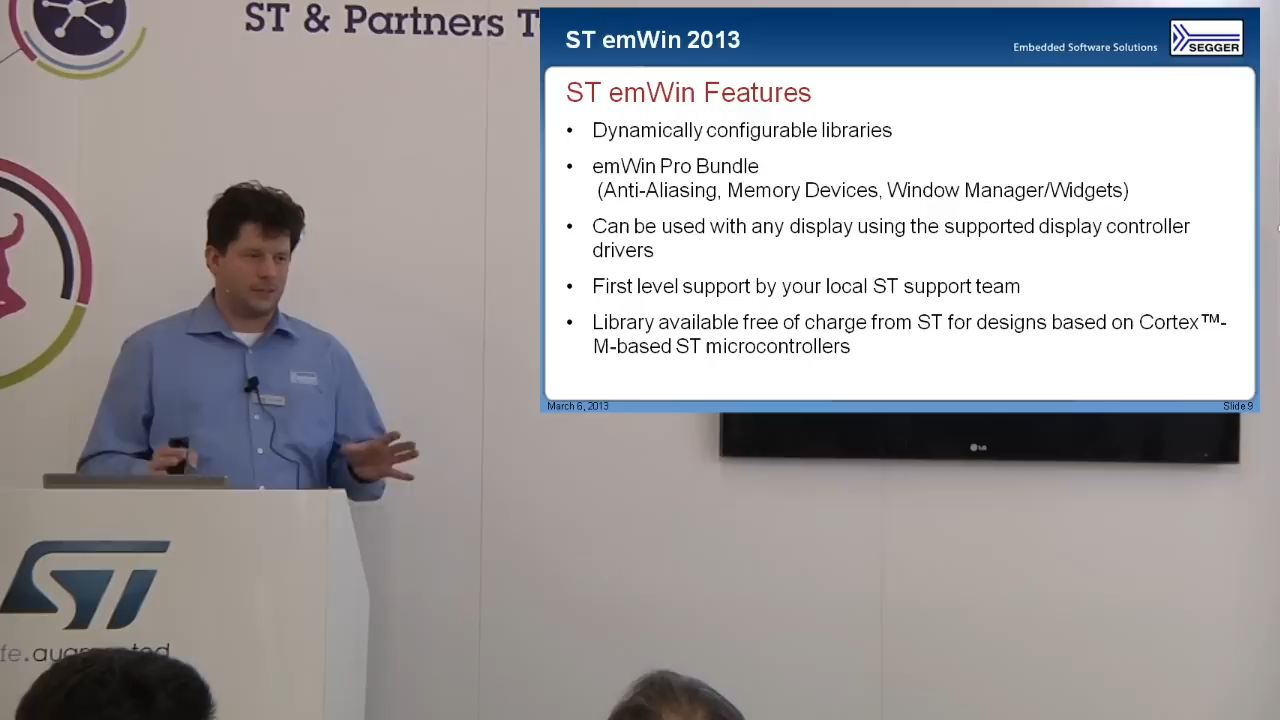 ST & Partners T
ST emWin 2013
Embedded Software Solutions
SEGGER
ST emWin Features
• Dynamically configurable libraries
• emWin Pro Bundle
(Anti-Aliasing, Memory Devices, Window Manager/Widgets)
• Can be used with any display using the supported display controller
drivers
• First level support by your local ST support team
• Library available free of charge from ST for designs based on Cortex™-
M-based ST microcontrollers
March 6, 2013
Slide 9
LG
ST
fe.augmented